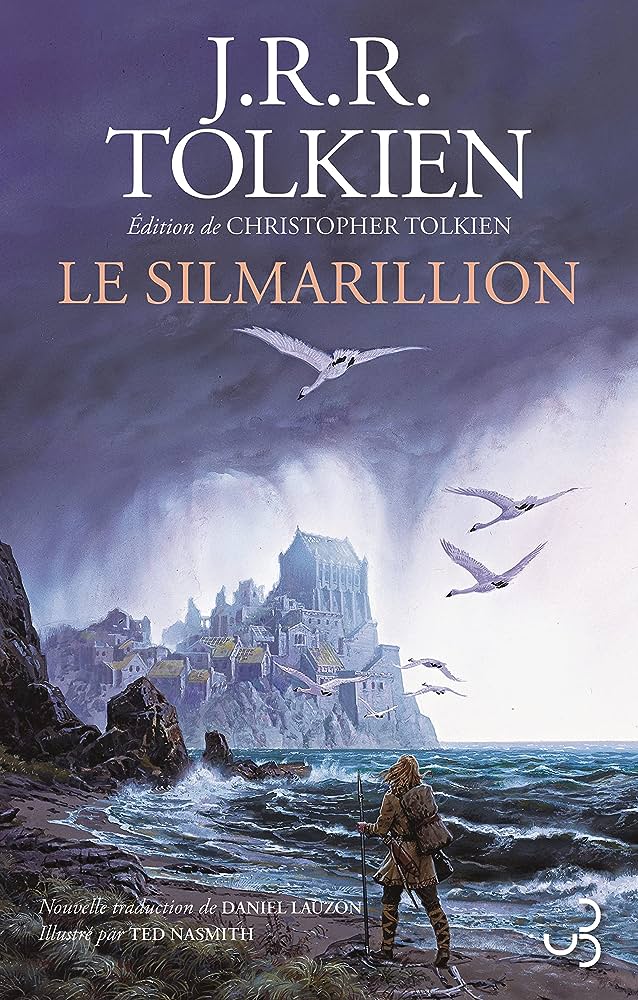 J.R.R.
TOLKIEN
Édition de CHRISTOPHER TOLKIEN
LE SILMARILLION
Nouvelle traduction de DANIEL LAUZON
Illustré par TED NASMITH